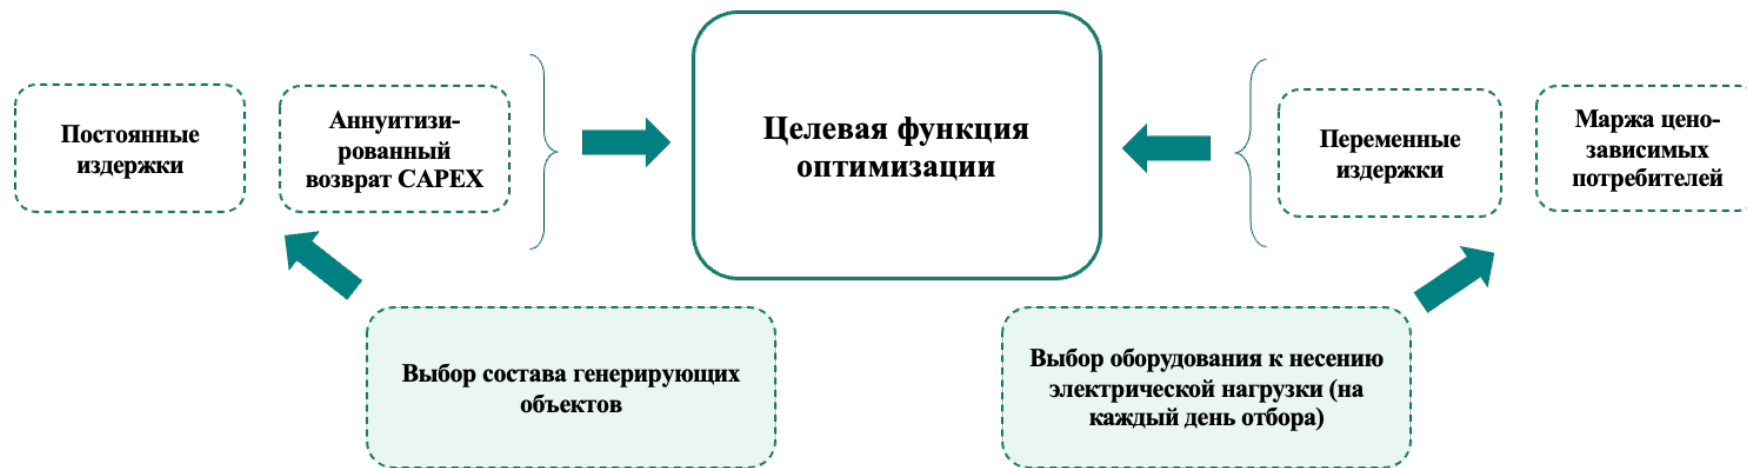 Постоянные
издержки
Аннуитизи-
рованный
возврат CAPEX
Целевая функция
оптимизации
Переменные
издержки
Маржа цено-
зависимых
потребителей
Выбор состава генерирующих
объектов
Выбор оборудования к несению
электрической нагрузки (на
каждый день отбора)